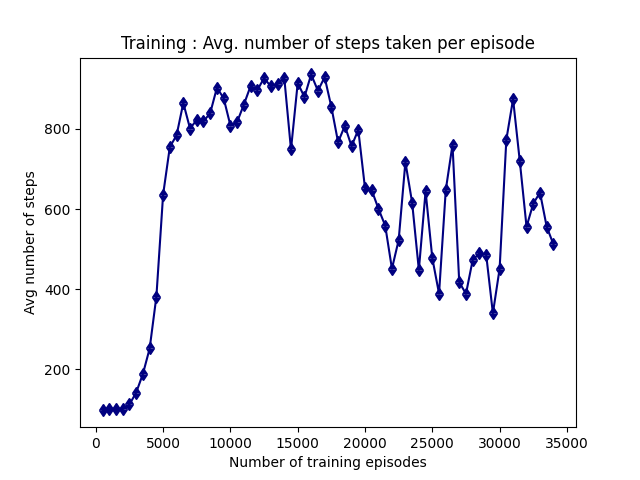 Training : Avg. number of steps taken per episode
Avg number of steps
800
600
400
200
0 5000 10000 15000 20000 25000 30000 35000
Number of training episodes